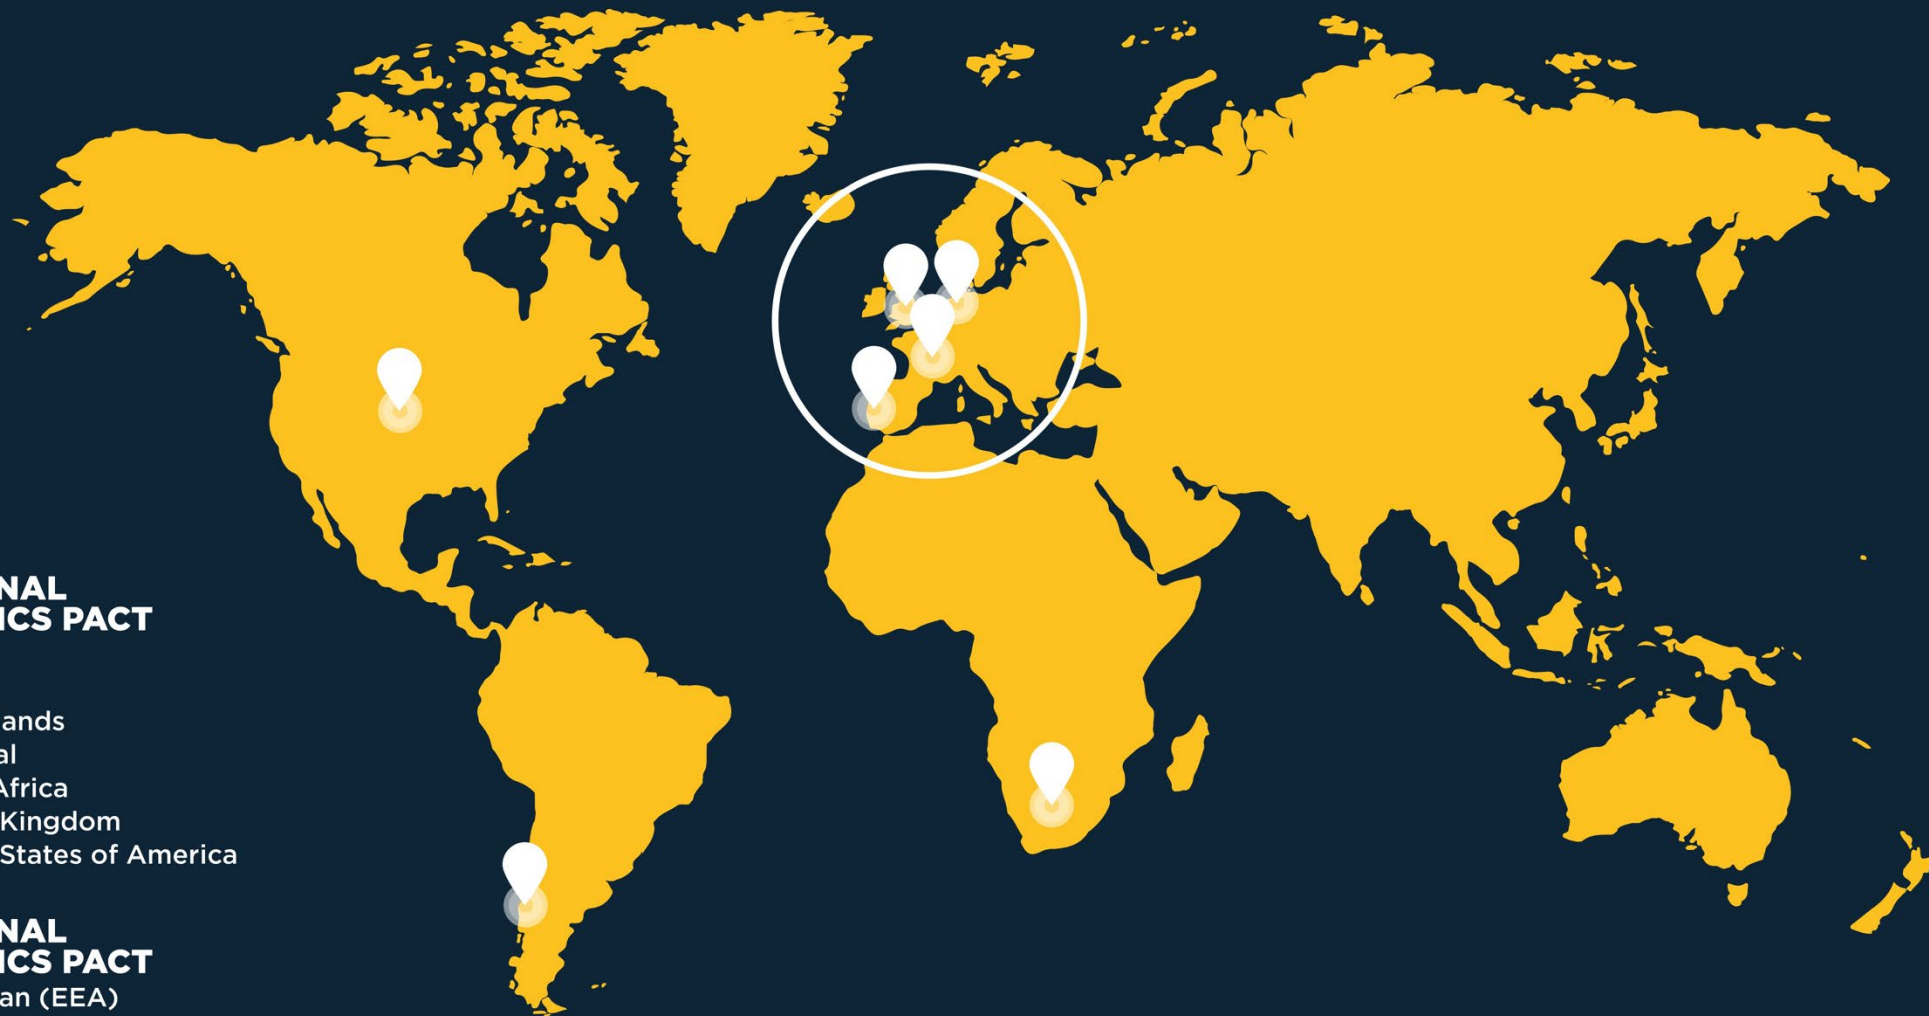 NAL
ICS PACT
ands
al
Africa
Kingdom
States of America
NAL
ICS PACT
an (EEA)